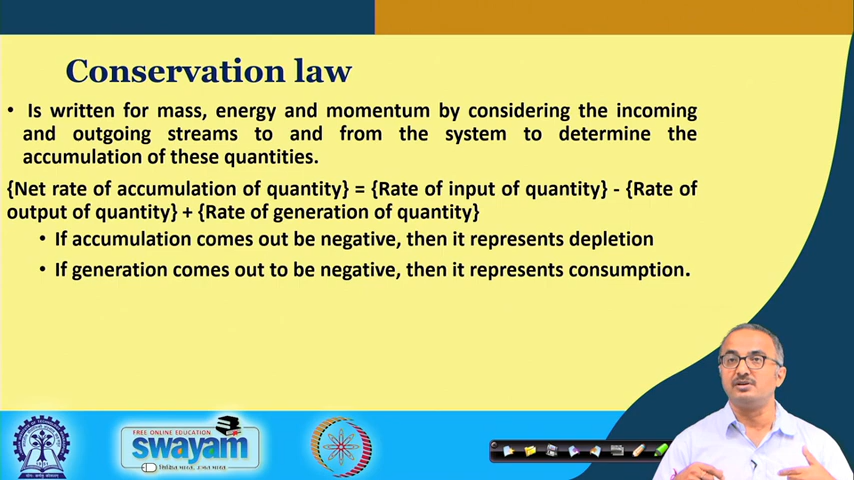 Conservation law
• Is written for mass, energy and momentum by considering the incoming
and outgoing streams to and from the system to determine the
accumulation of these quantities.
{Net rate of accumulation of quantity} = {Rate of input of quantity} - {Rate of
output of quantity} + {Rate of generation of quantity}
• If accumulation comes out be negative, then it represents depletion
• If generation comes out to be negative, then it represents consumption.
FREE ONLINE EDUCATION
swayam